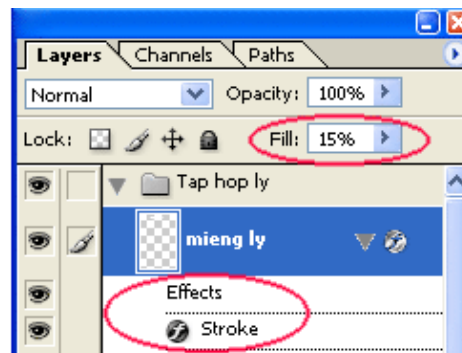 Layers Channels Paths
Normal Opacity: 100%
Lock: Fill: 15%
Tap hop ly
mieng ly
Effects
Stroke